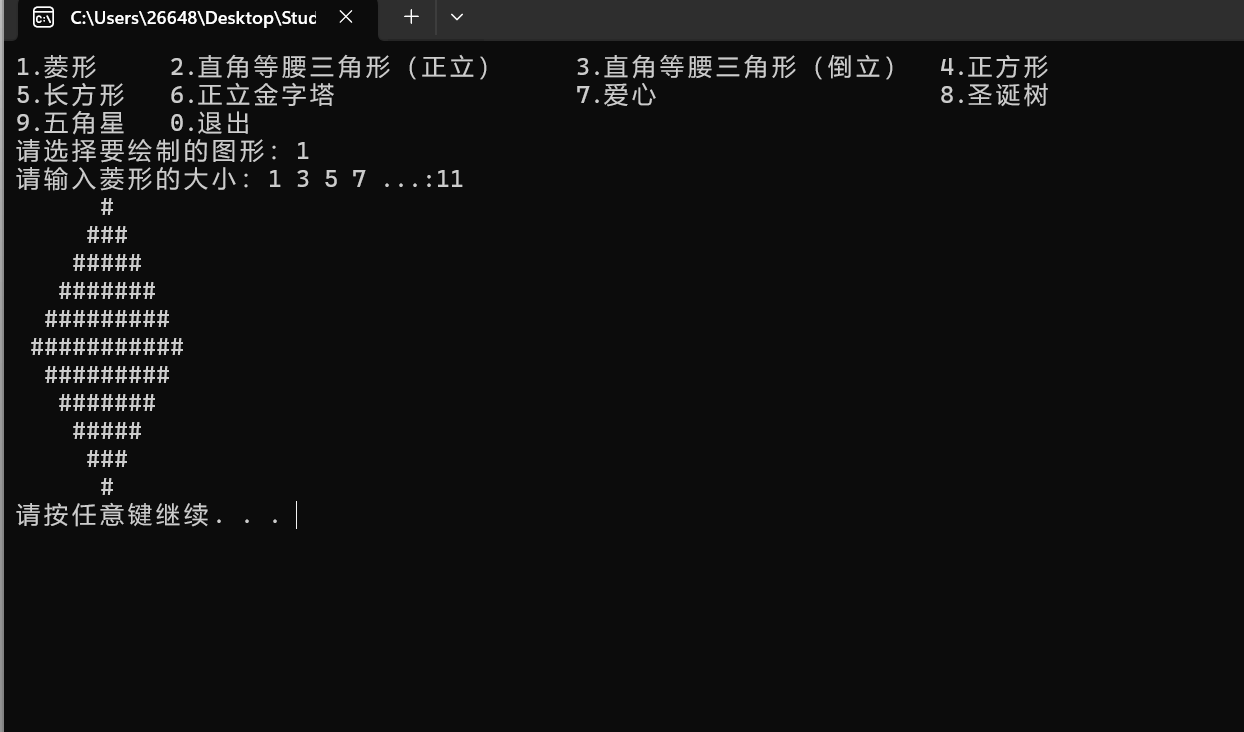 C:\Users\26648\Desktop\Stud
1.菱形     2.直角等腰三角形（正立）     3.直角等腰三角形（倒立）  4.正方形
5.长方形   6.正立金字塔                 7.爱心                    8.圣诞树
9.五角星   0.退出
请选择要绘制的图形: 1
请输入菱形的大小: 1 3 5 7 ...:11
      #
     ###
    #####
   #######
  #########
 ###########
  #########
   #######
    #####
     ###
      #
请按任意键继续. . .